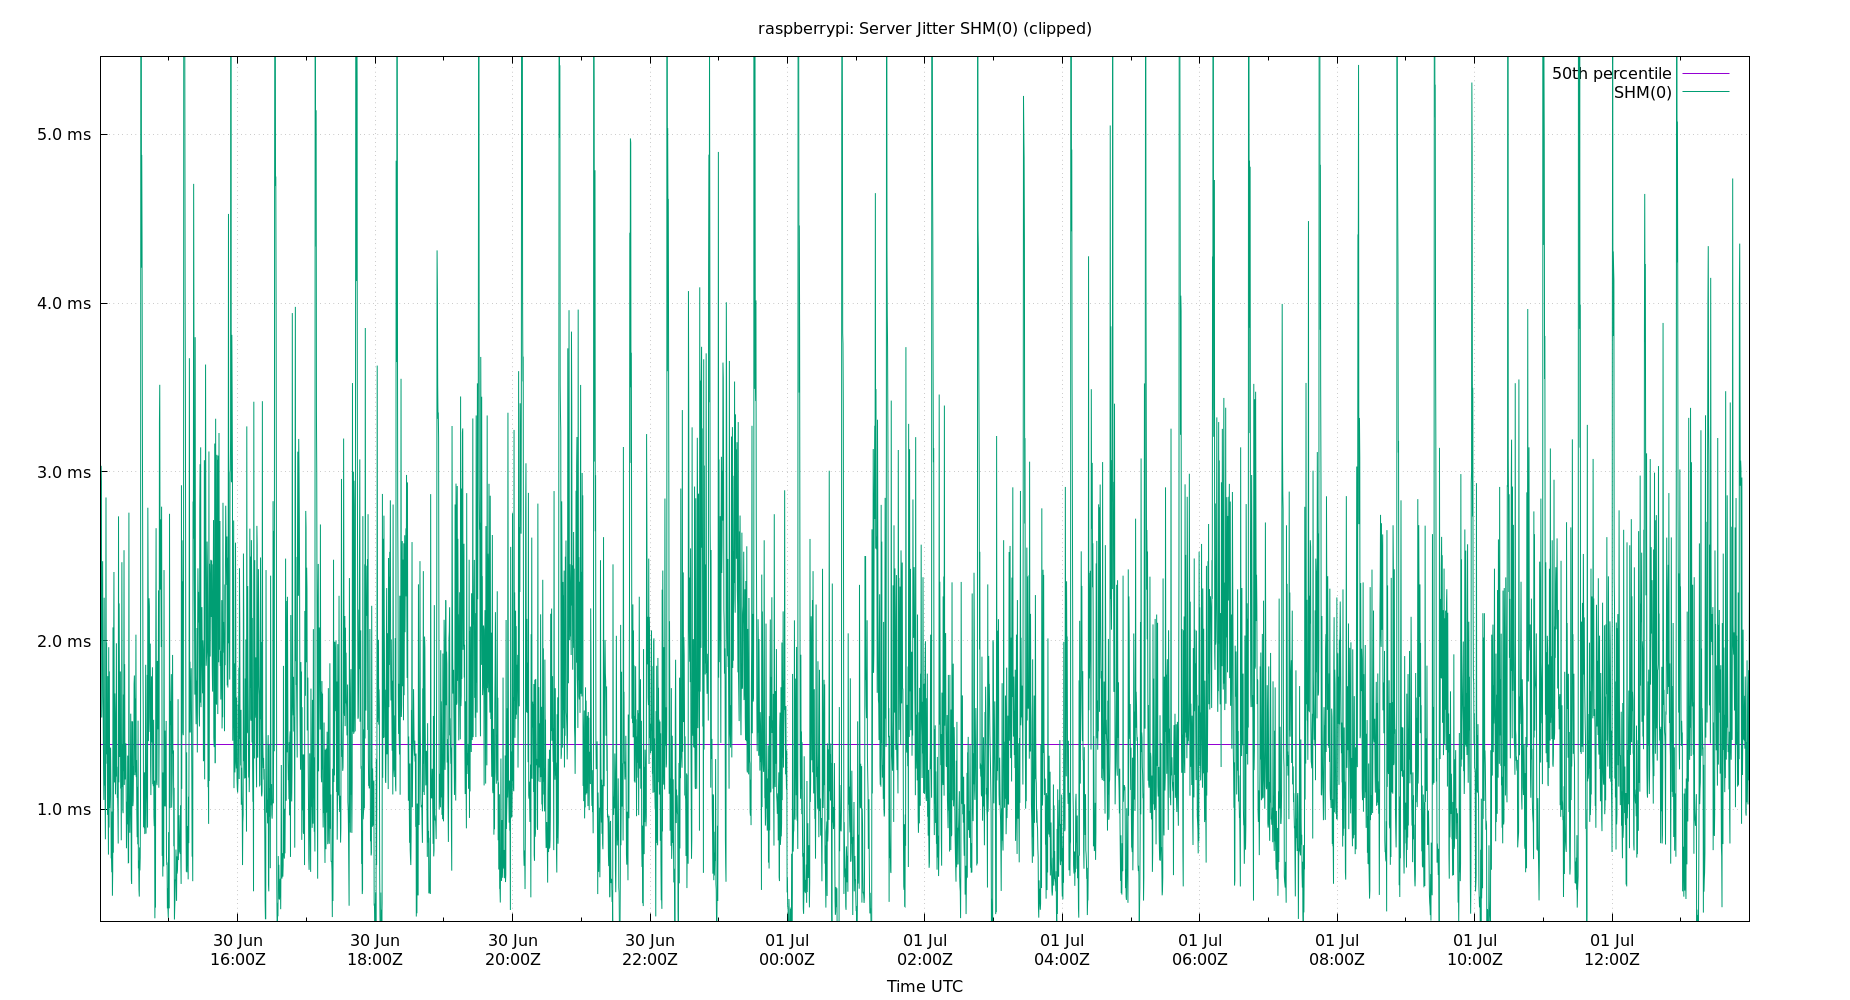 raspberrypi: Server Jitter SHM(0) (clipped)
50th percentile
SHM(0)
5.0 ms
4.0 ms
3.0 ms
2.0 ms
1.0 ms
30 Jun 30 Jun 30 Jun 30 Jun 01 Jul 01 Jul 01 Jul 01 Jul 01 Jul 01 Jul 01 Jul
16:00Z 18:00Z 20:00Z 22:00Z 00:00Z 02:00Z 04:00Z 06:00Z 08:00Z 10:00Z 12:00Z
Time UTC